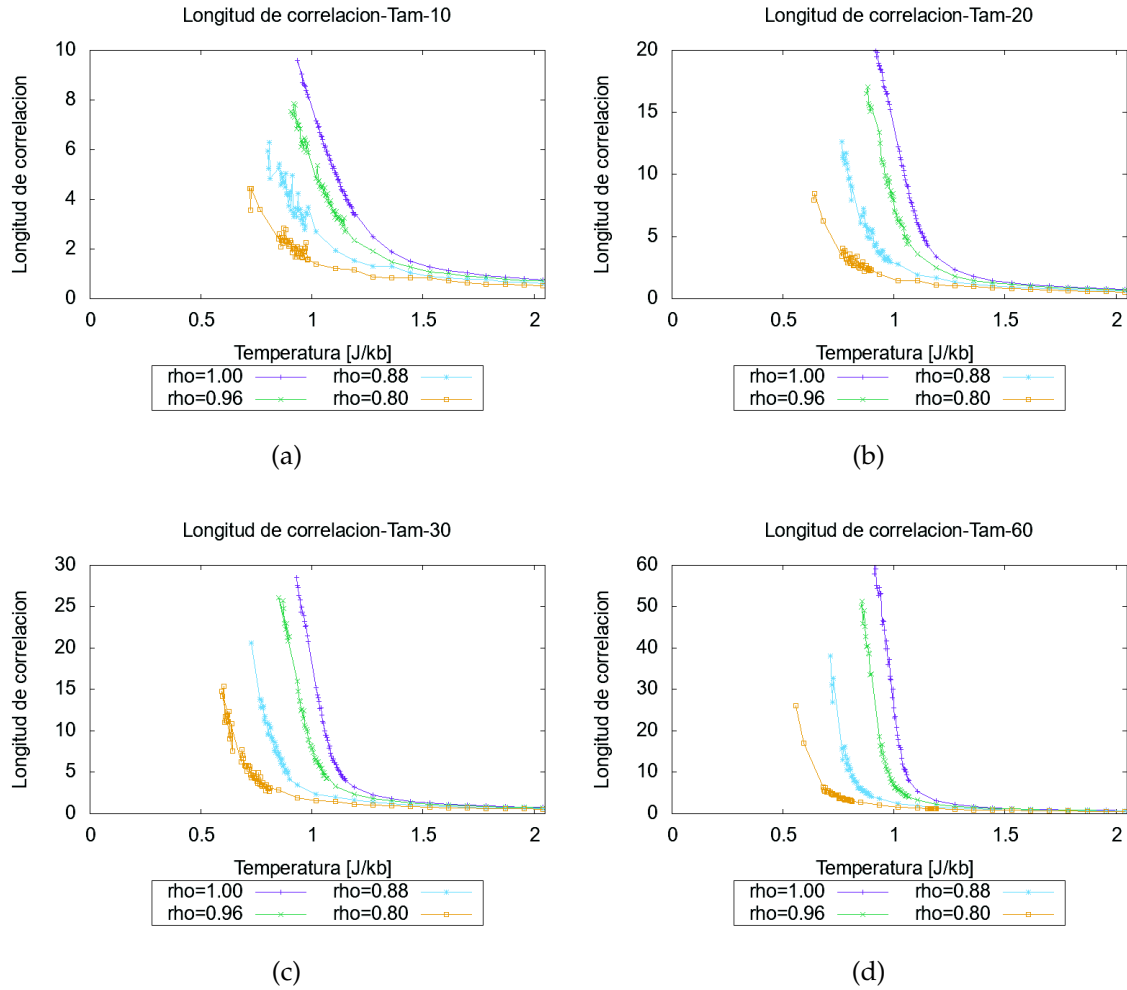 Longitud de correlacion-Tam-10
Longitud de correlacion
10
8
6
4
2
0
0 0.5 1 1.5 2
Temperatura [J/kb]
rho=1.00 rho=0.88
rho=0.96 rho=0.80
(a)
Longitud de correlacion-Tam-20
Longitud de correlacion
20
15
10
5
0
0 0.5 1 1.5 2
Temperatura [J/kb]
rho=1.00 rho=0.88
rho=0.96 rho=0.80
(b)
Longitud de correlacion-Tam-30
Longitud de correlacion
30
25
20
15
10
5
0
0 0.5 1 1.5 2
Temperatura [J/kb]
rho=1.00 rho=0.88
rho=0.96 rho=0.80
(c)
Longitud de correlacion-Tam-60
Longitud de correlacion
60
50
40
30
20
10
0
0 0.5 1 1.5 2
Temperatura [J/kb]
rho=1.00 rho=0.88
rho=0.96 rho=0.80
(d)